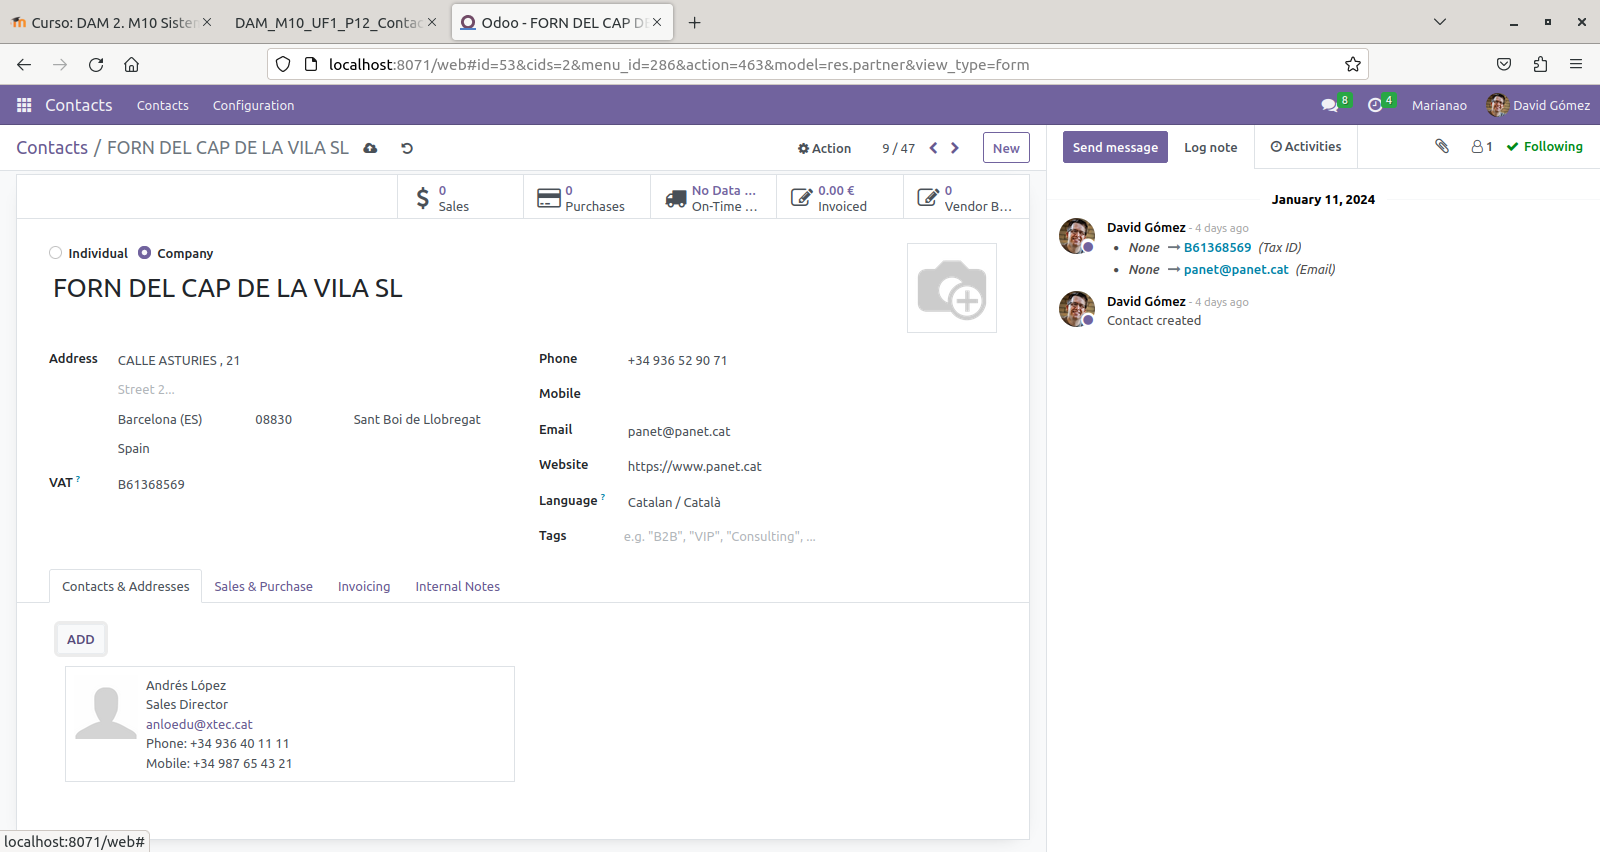 Curso: DAM 2. M10 Sister
DAM_M10_UF1_P12_Contac
Odoo - FORN DEL CAP DE
localhost:8071/web#id=53&cids=2&menu_id=286&action=463&model=res.partner&view_type=form
Contacts Contacts Configuration 8 4 Marianao David Gómez
Contacts / FORN DEL CAP DE LA VILA SL Action 9 / 47 New
Send message Log note Activities 1 Following
0 Sales
0 Purchases
No Data ... On-Time ...
0.00 € Invoiced
0 Vendor B...
Individual Company
FORN DEL CAP DE LA VILA SL
Address CALLE ASTURIES , 21
Street 2...
Barcelona (ES) 08830 Sant Boi de Llobregat
Spain
VAT ? B61368569
Phone +34 936 52 90 71
Mobile
Email panet@panet.cat
Website https://www.panet.cat
Language ? Catalan / Català
Tags e.g. "B2B", "VIP", "Consulting", ...
Contacts & Addresses Sales & Purchase Invoicing Internal Notes
ADD
Andrés López
Sales Director
anloedu@xtec.cat
Phone: +34 936 40 11 11
Mobile: +34 987 65 43 21
January 11, 2024
David Gómez - 4 days ago
• None → B61368569 (Tax ID)
• None → panet@panet.cat (Email)
David Gómez - 4 days ago
Contact created
localhost:8071/web#